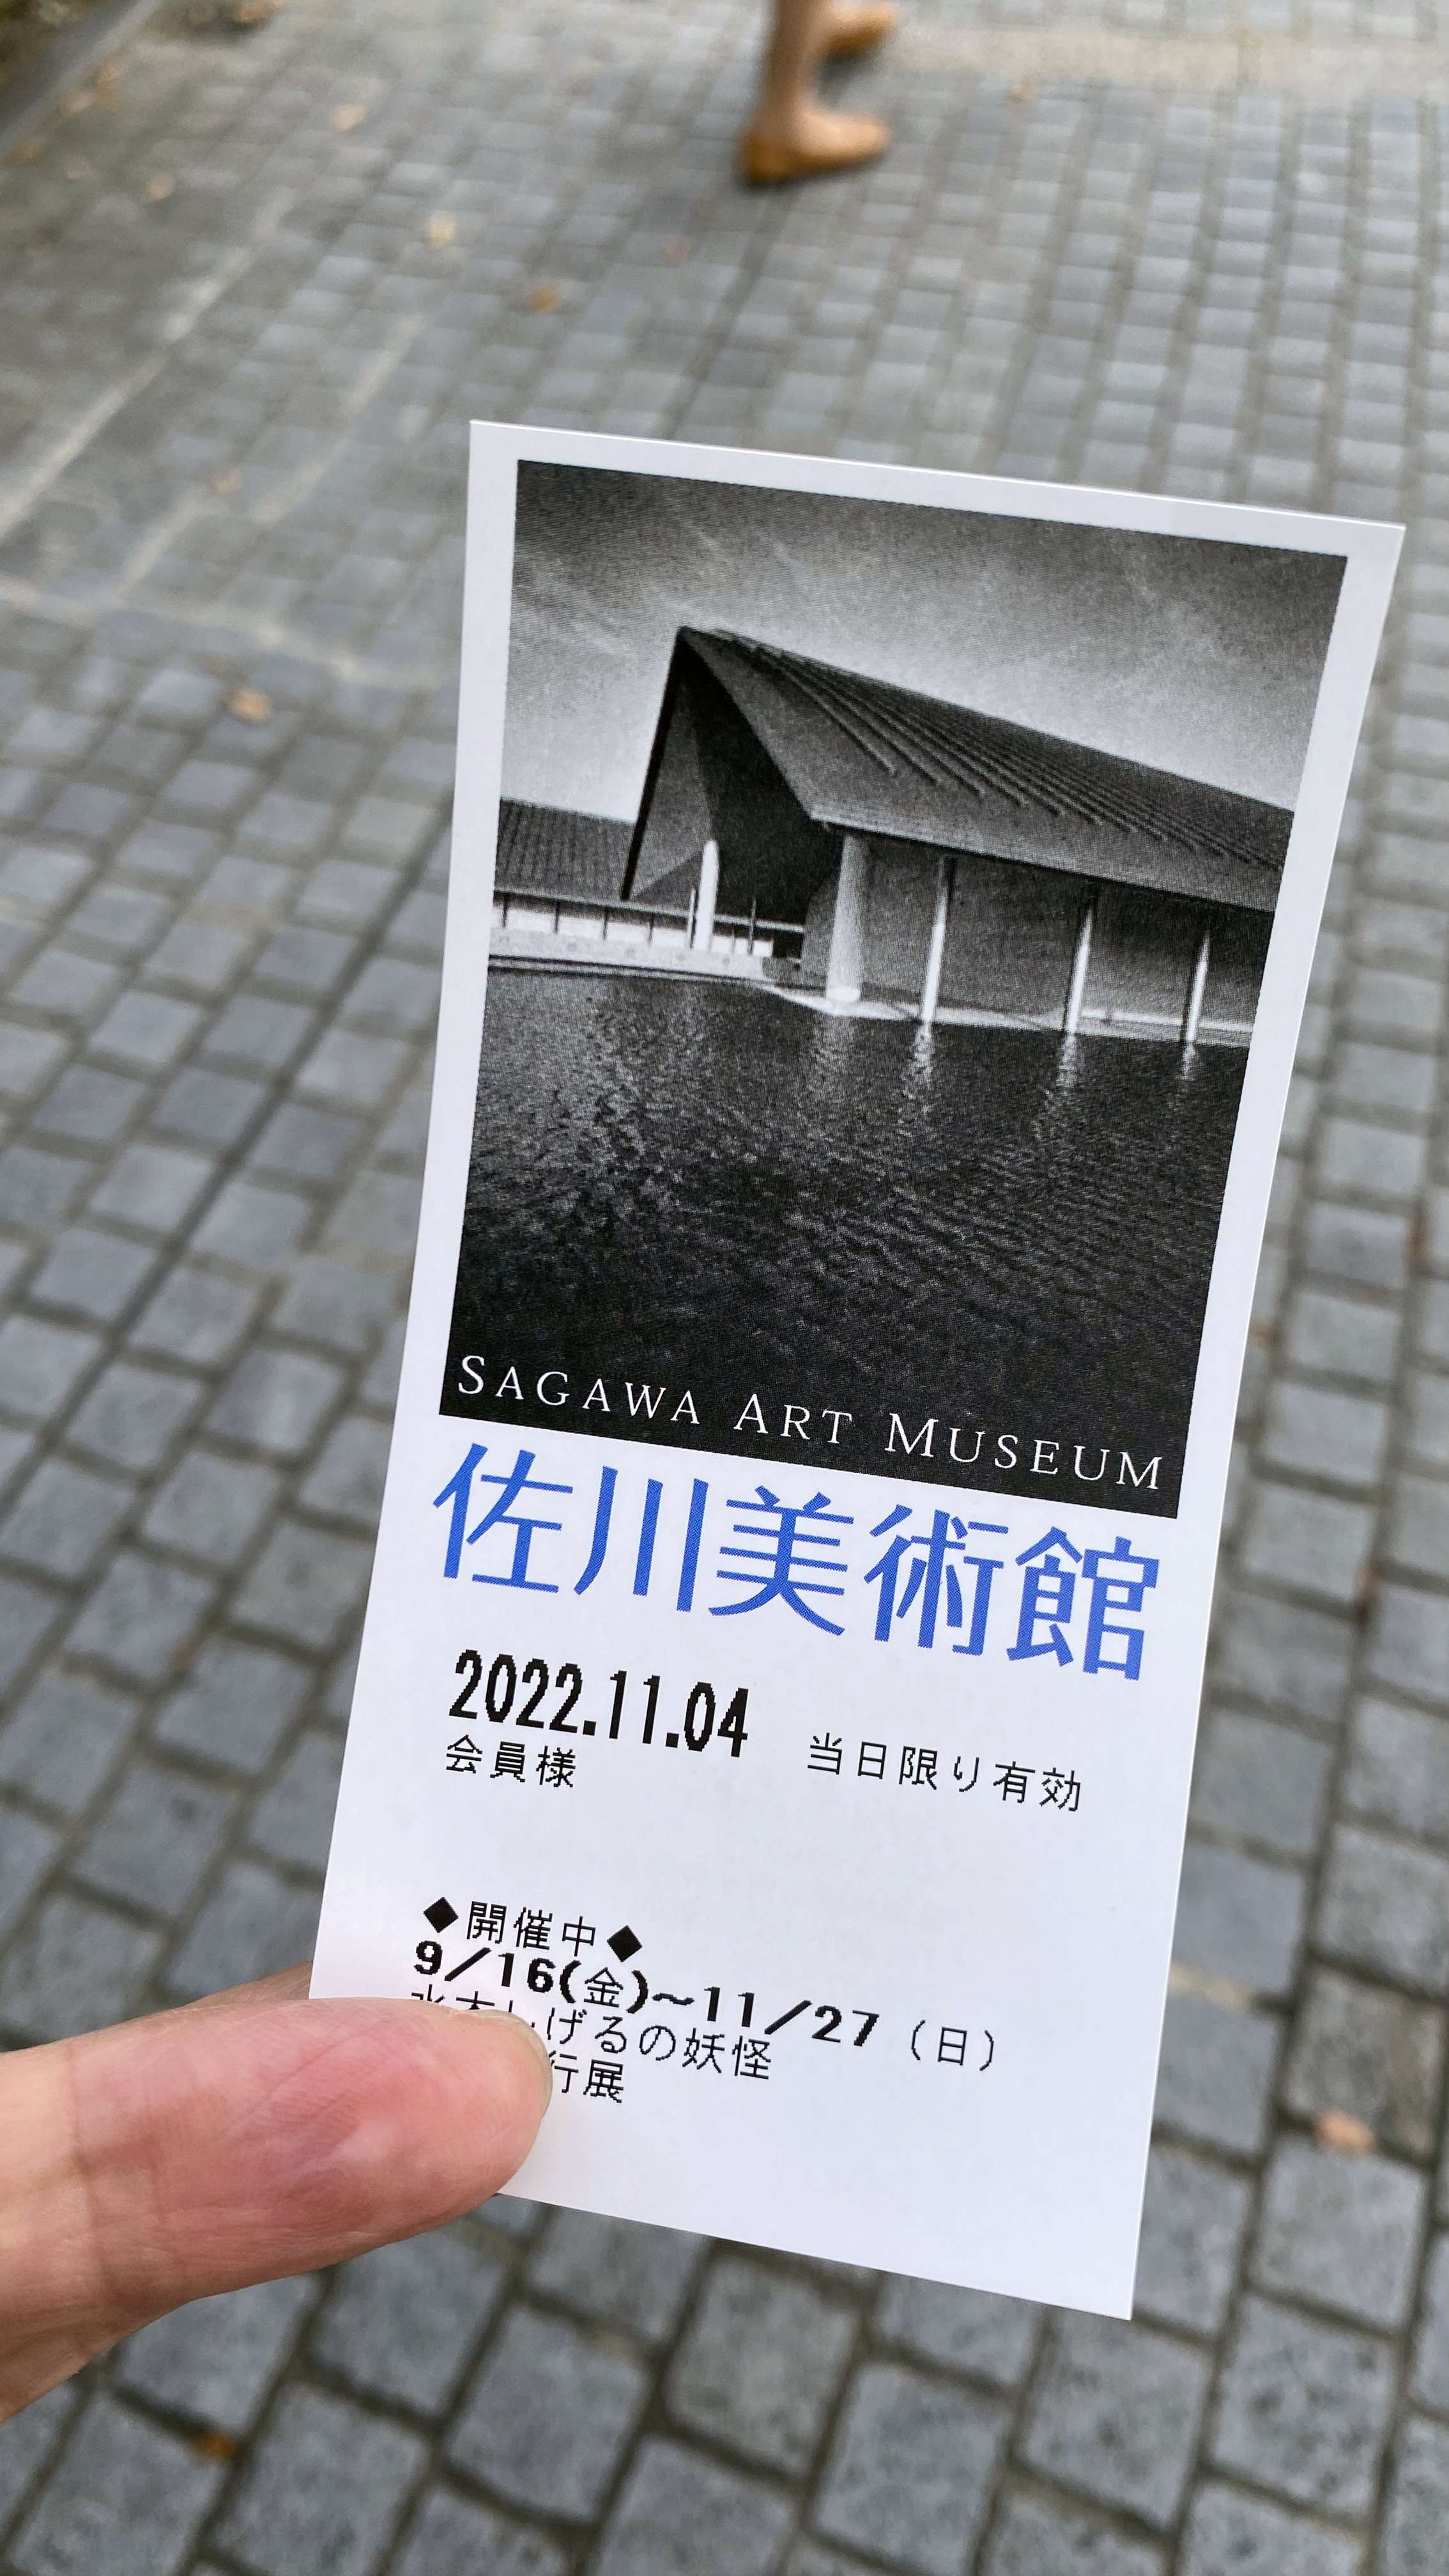 SAGAWA ART MUSEUM
佐川美術館
2022.11.04 当日限り有効
会員様
◆開催中◆
9/16(金)~11/27(日)
げるの妖怪
行展